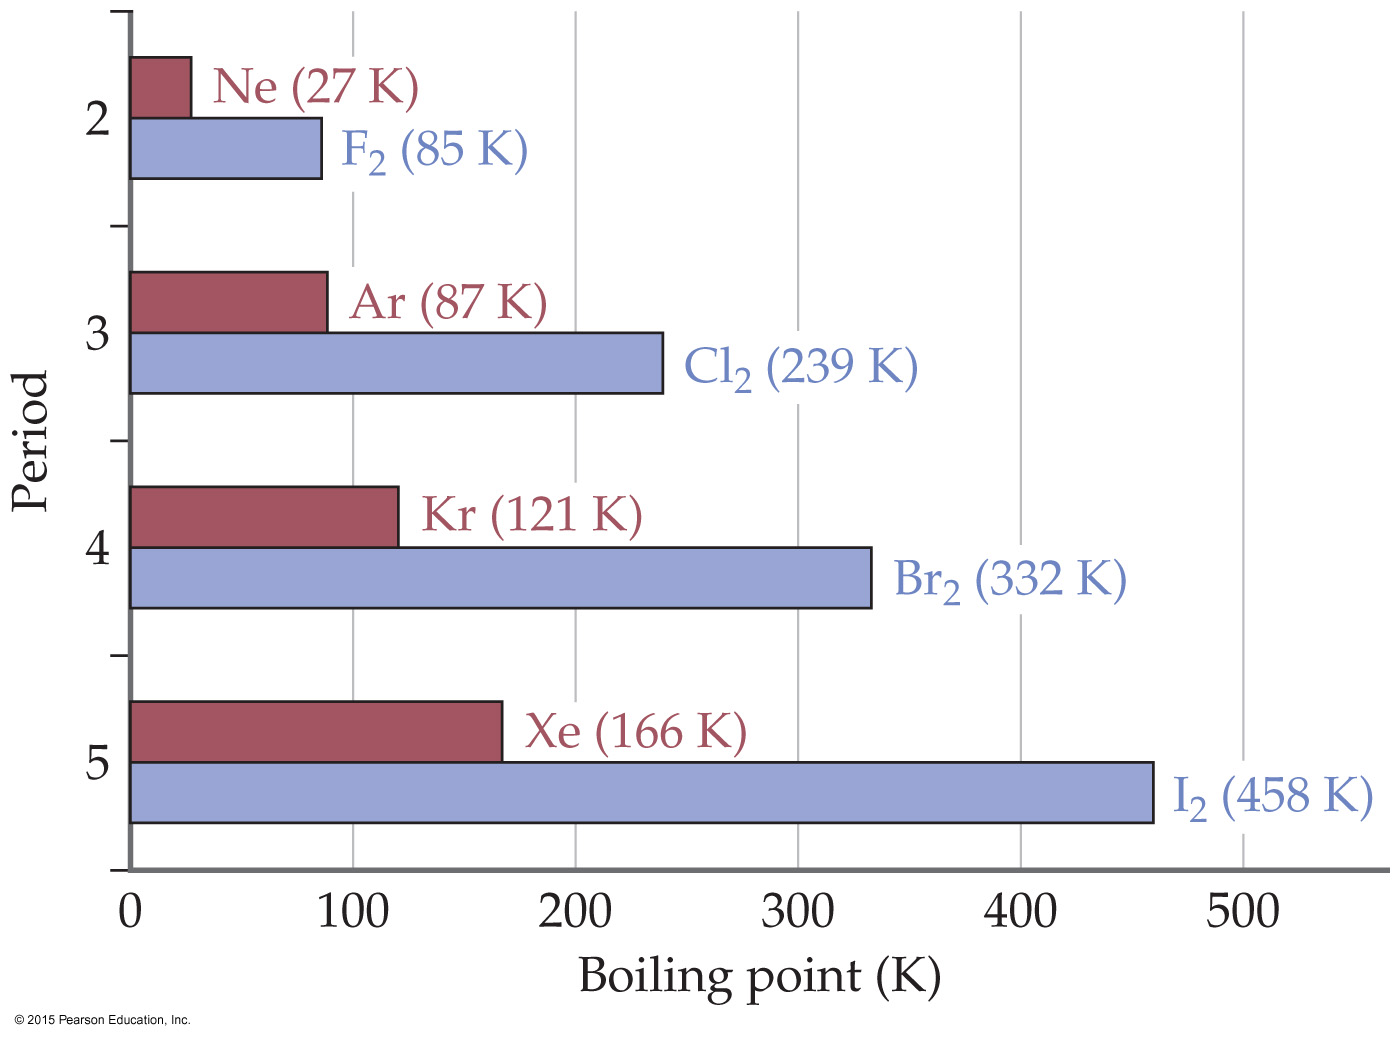 Ne (27 K)
2
F₂ (85 K)
Ar (87 K)
3
Cl₂ (239 K)
Period
Kr (121 K)
4
Br₂ (332 K)
Xe (166 K)
5
I₂ (458 K)
0 100 200 300 400 500
Boiling point (K)
© 2015 Pearson Education, Inc.